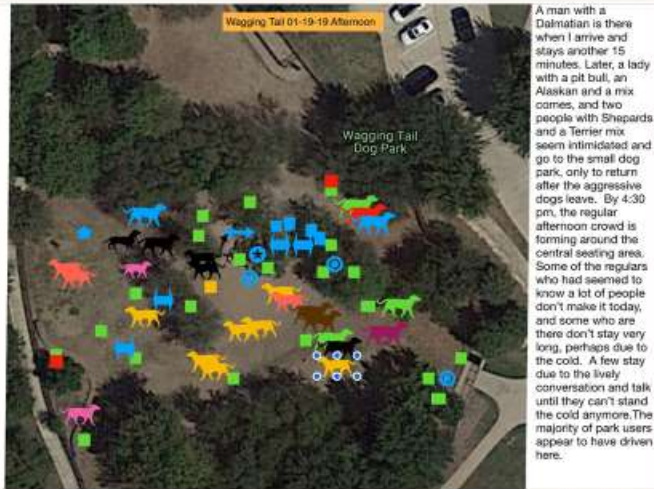 Wagging Tail 01-19-19 Afternoon
Wagging Tail
Dog Park
A man with a
Dalmatian is there
when I arrive and
stays another 15
minutes. Later, a lady
with a pit bull, an
Alaskan and a mix
comes, and two
people with Shepards
and a Terrier mix
seem intimidated and
go to the small dog
park, only to return
after the aggressive
dogs leave. By 4:30
pm, the regular
afternoon crowd is
forming around the
central seating area.
Some of the regulars
who had seemed to
know a lot of people
don't make it today,
and some who are
there don't stay very
long, perhaps due to
the cold. A few stay
due to the lively
conversation and talk
until they can't stand
the cold anymore.The
majority of park users
appear to have driven
here.